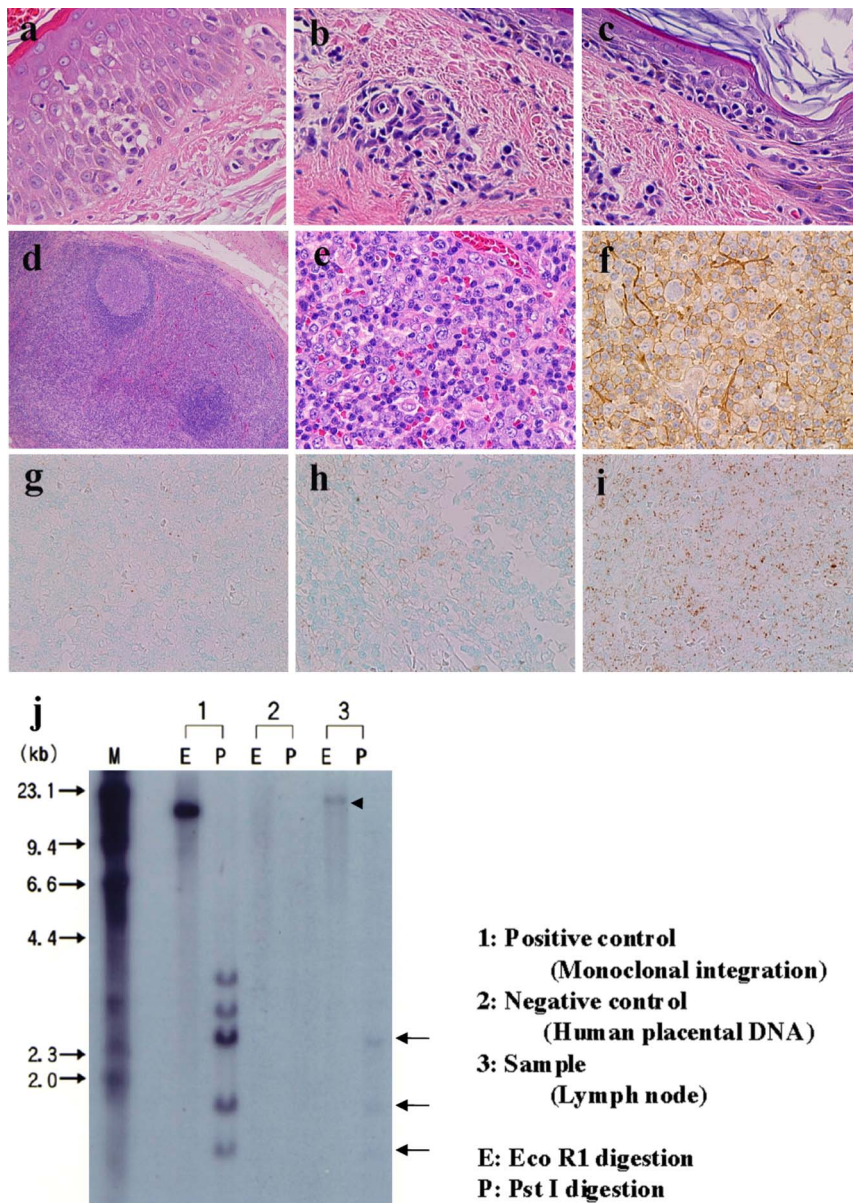 a
b
c
d
e
f
g
h
i
j
1 2 3
(kb) M E P E P E P
23.1
9.4
6.6
4.4
2.3
2.0
1: Positive control
(Monoclonal integration)
2: Negative control
(Human placental DNA)
3: Sample
(Lymph node)
E: Eco R1 digestion
P: Pst I digestion